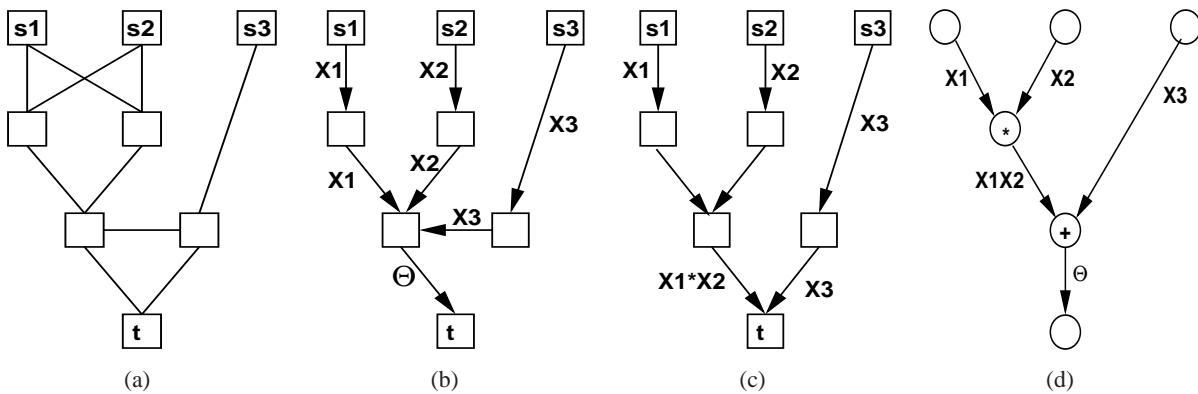 s1 s2 s3
s1 s2 s3
s1 s2 s3
X1 X2
X1 X2
X1 X2
X3
X3
X3
*
X1 X2
X1X2
X3
+
Θ
X1*X2 X3
Θ
t
t
t
(a) (b) (c) (d)